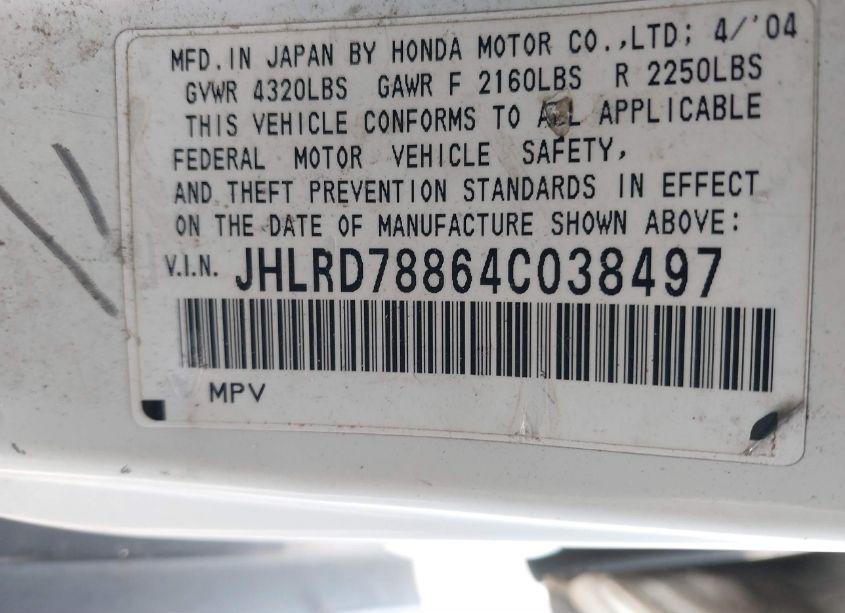 MFD.IN JAPAN BY HONDA MOTOR CO.,LTD; 4/'04
GVWR 4320LBS GAWR F 2160LBS R 2250LBS
THIS VEHICLE CONFORMS TO ALL APPLICABLE
FEDERAL MOTOR VEHICLE SAFETY,
AND THEFT PREVENTION STANDARDS IN EFFECT
ON THE DATE OF MANUFACTURE SHOWN ABOVE:
V.I.N. JHLRD78864C038497
MPV